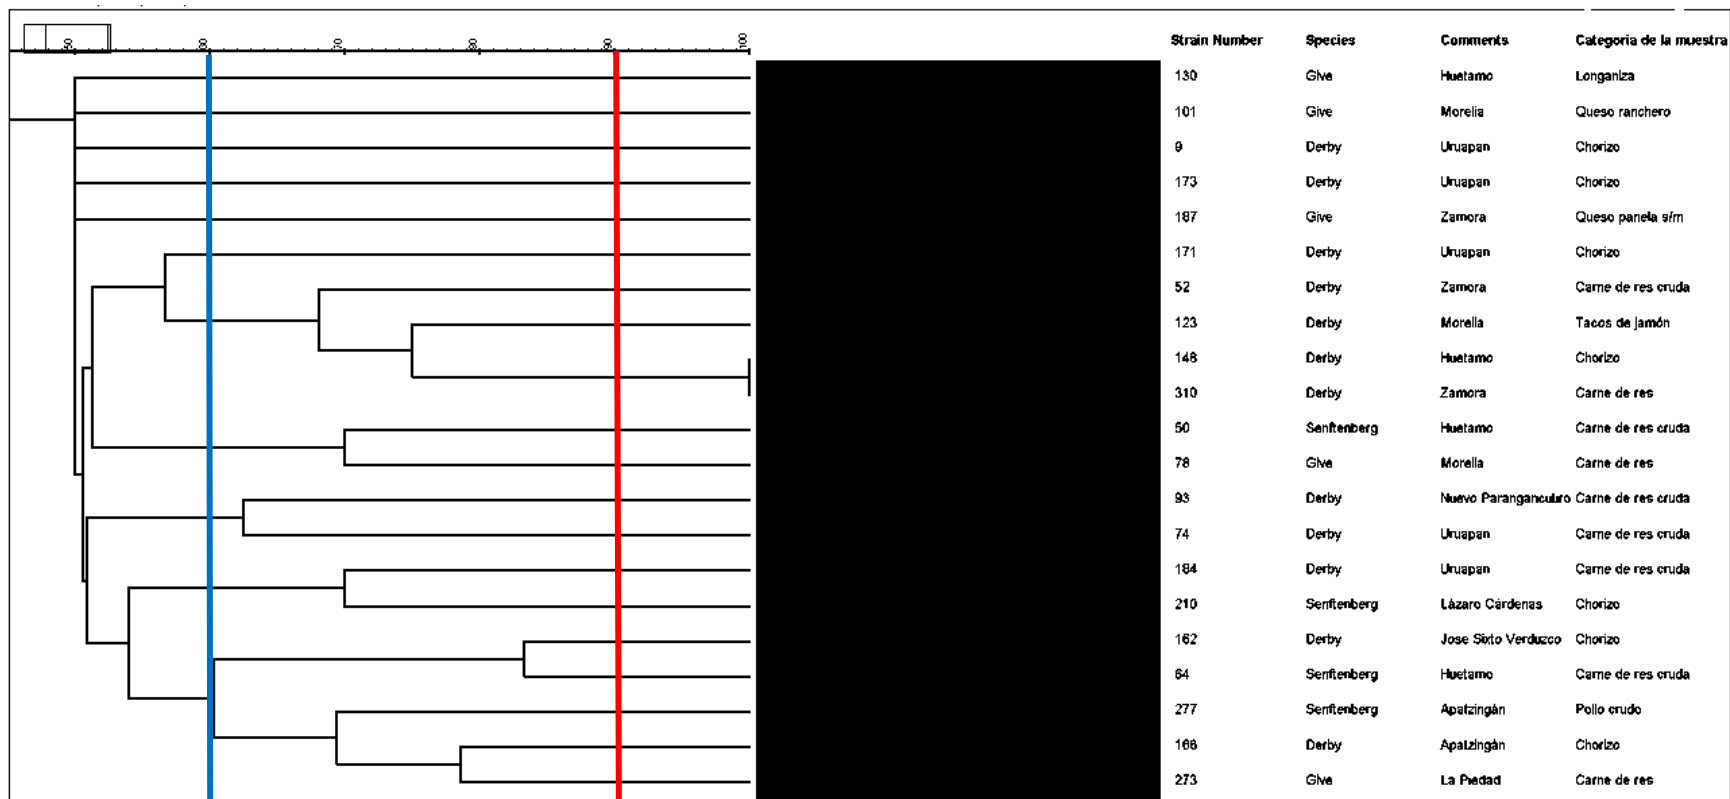 50 60 70 80 90 100
Strain Number Species Comments Categoria de la muestra
130 Give Huetamo Longaniza
101 Give Morelia Queso ranchero
9 Derby Uruapan Chorizo
173 Derby Uruapan Chorizo
187 Give Zamora Queso panela s/m
171 Derby Uruapan Chorizo
52 Derby Zamora Carne de res cruda
123 Derby Morelia Tacos de jamón
148 Derby Huetamo Chorizo
310 Derby Zamora Carne de res
50 Senftenberg Huetamo Carne de res cruda
78 Give Morelia Carne de res
93 Derby Nuevo Carne de res cruda
74 Derby Uruapan Carne de res cruda
184 Derby Uruapan Carne de res cruda
210 Senftenberg Lázaro Cárdenas Chorizo
162 Derby Jose Sixto Verduzco Chorizo
64 Senftenberg Huetamo Carne de res cruda
277 Senftenberg Apatzingán Pollo crudo
166 Derby Apatzingán Chorizo
273 Give La Piedad Carne de res